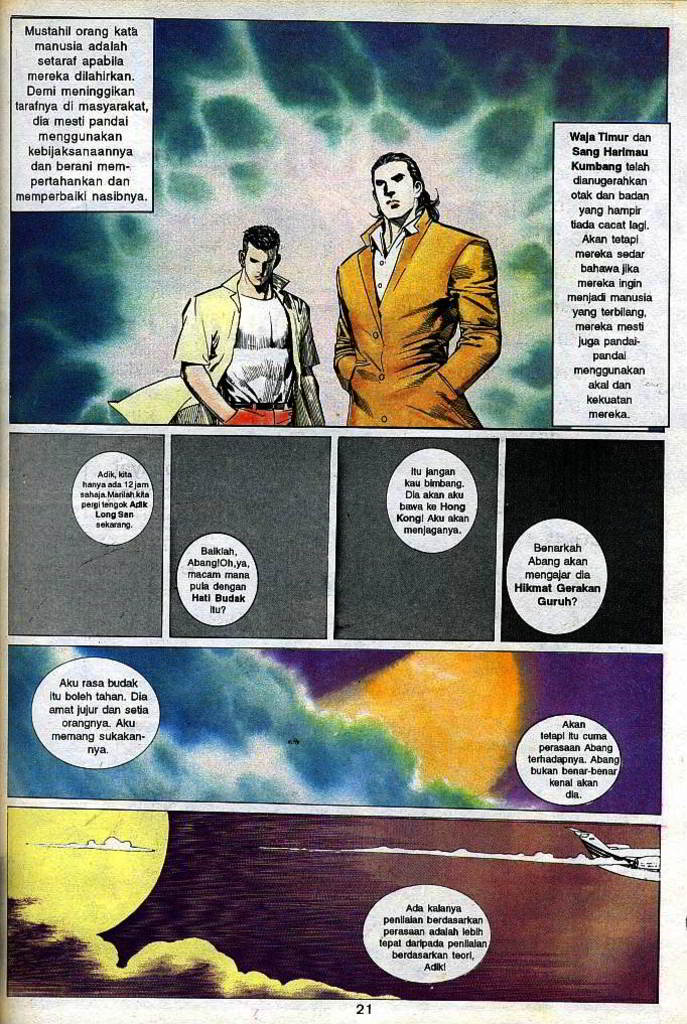 Mustahil orang kata
manusia adalah
setaraf apabila
mereka dilahirkan.
Demi meninggikan
tarafnya di masyarakat,
dia mesti pandai
menggunakan
kebijaksanaannya
dan berani mem-
pertahankan dan
memperbaiki nasibnya.
Waja Timur dan
Sang Harimau
Kumbang telah
dianugerahkan
otak dan badan
yang hampir
tiada cacat lagi.
Akan tetapi
mereka sedar
bahawa jika
mereka ingin
menjadi manusia
yang terbilang,
mereka mesti
juga pandai-
pandai
menggunakan
akal dan
kekuatan
mereka.
Adik, kita
hanya ada 12 jam
sahaja.Marilah kita
pergi tengok Adik
Long San
sekarang.
Baiklah,
Abang!Oh,ya,
macam mana
pula dengan
Hati Budak
itu?
Itu jangan
kau bimbang.
Dia akan aku
bawa ke Hong
Kong! Aku akan
menjaganya.
Benarkah
Abang akan
mengajar dia
Hikmat Gerakan
Guruh?
Aku rasa budak
itu boleh tahan. Dia
amat jujur dan setia
orangnya. Aku
memang sukakan-
nya.
Akan
tetapi itu cuma
perasaan Abang
terhadapnya. Abang
bukan benar-benar
kenal akan
dia.
Ada kalanya
penilaian berdasarkan
perasaan adalah lebih
tepat daripada penilaian
berdasarkan teori,
Adik!
21